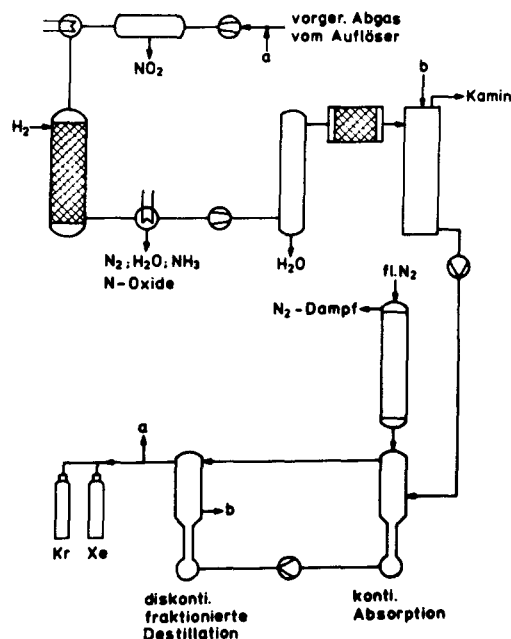 vorger. Abgas
vom Auflöser
a
NO₂
b
Kamin
H₂
N₂; H₂O; NH₃
N-Oxide
H₂O
fl. N₂
N₂-Dampf
a
b
Kr Xe
diskonti.
fraktionierte
Destillation
konti.
Absorption